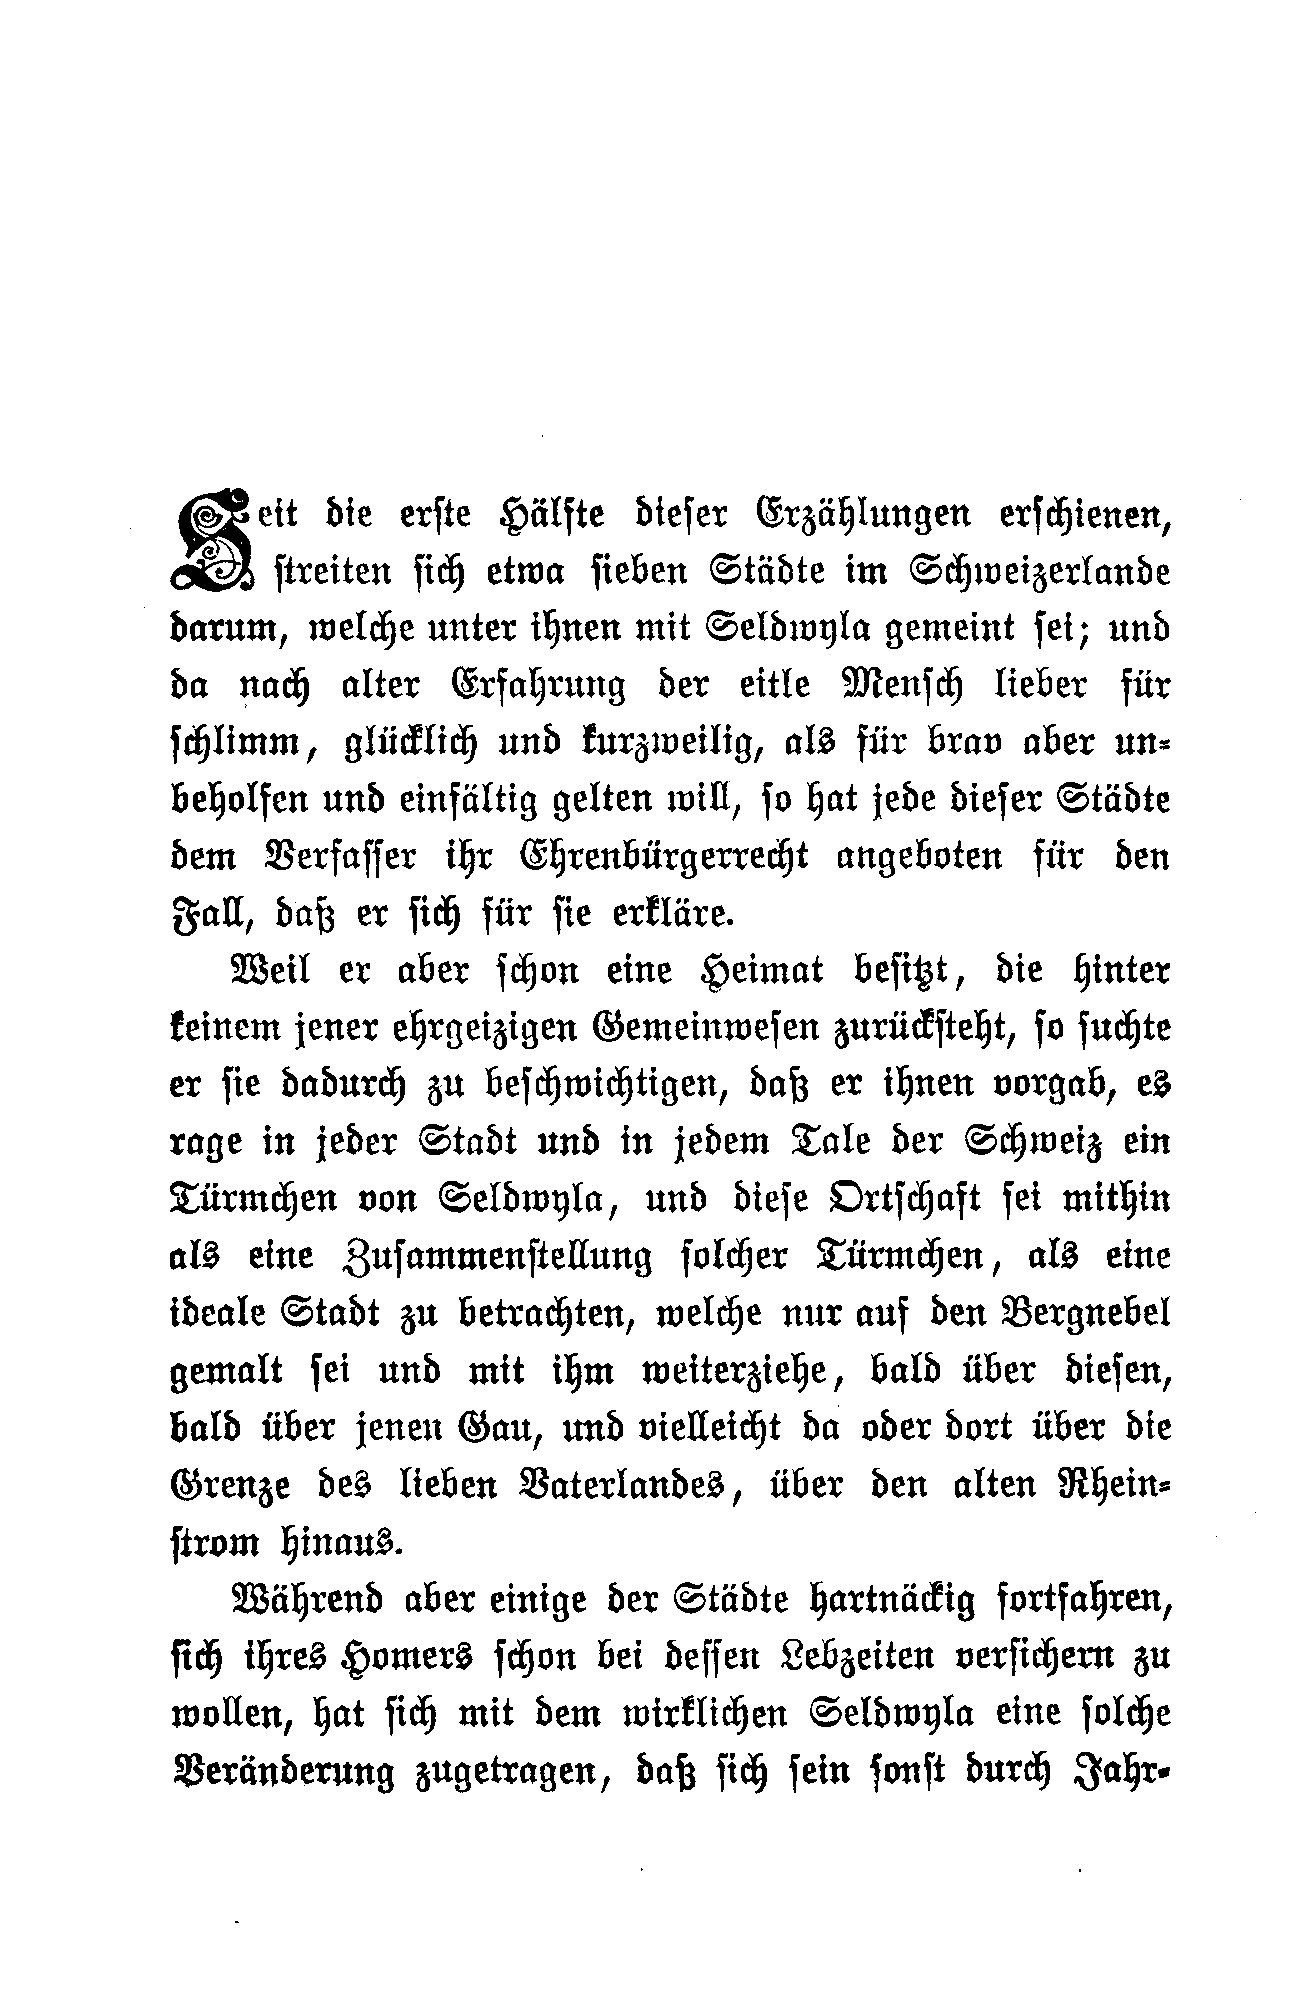 Seit die erste Hälfte dieser Erzählungen erschienen,
streiten sich etwa sieben Städte im Schweizerlande
darum, welche unter ihnen mit Seldwyla gemeint sei; und
da nach alter Erfahrung der eitle Mensch lieber für
schlimm, glücklich und kurzweilig, als für brav aber un-
beholfen und einfältig gelten will, so hat jede dieser Städte
dem Verfasser ihr Ehrenbürgerrecht angeboten für den
Fall, daß er sich für sie erkläre.
Weil er aber schon eine Heimat besitzt, die hinter
keinem jener ehrgeizigen Gemeinwesen zurücksteht, so suchte
er sie dadurch zu beschwichtigen, daß er ihnen vorgab, es
rage in jeder Stadt und in jedem Tale der Schweiz ein
Türmchen von Seldwyla, und diese Ortschaft sei mithin
als eine Zusammenstellung solcher Türmchen, als eine
ideale Stadt zu betrachten, welche nur auf den Bergnebel
gemalt sei und mit ihm weiterziehe, bald über diesen,
bald über jenen Gau, und vielleicht da oder dort über die
Grenze des lieben Vaterlandes, über den alten Rhein-
strom hinaus.
Während aber einige der Städte hartnäckig fortfahren,
sich ihres Homers schon bei dessen Lebzeiten versichern zu
wollen, hat sich mit dem wirklichen Seldwyla eine solche
Veränderung zugetragen, daß sich sein sonst durch Jahr-